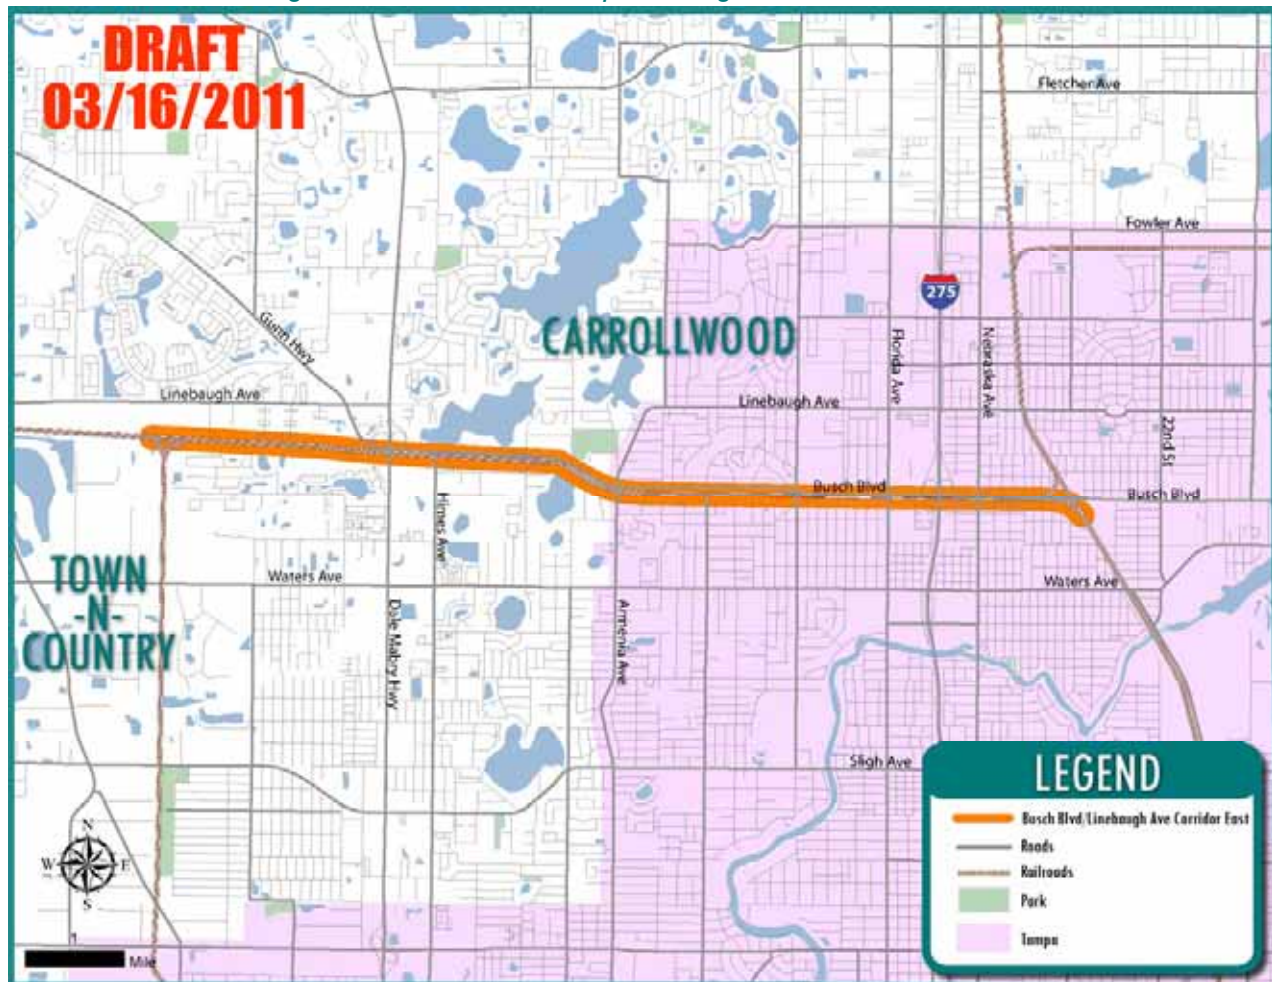 DRAFT
03/16/2011
Fletcher Ave
Fowler Ave
275
Gunn Hwy
CARROLLWOOD
Florida Ave
Nebraska Ave
Linebaugh Ave
Linebaugh Ave
22nd St
Busch Blvd
Busch Blvd
Himes Ave
TOWN
-N-
COUNTRY
Waters Ave
Waters Ave
Dale Mabry Hwy
Armenia Ave
Sligh Ave
LEGEND
Busch Blvd/Linebaugh Ave Corridor East
Roads
Railroads
Park
Tampa
N
W E
S
1
Mile